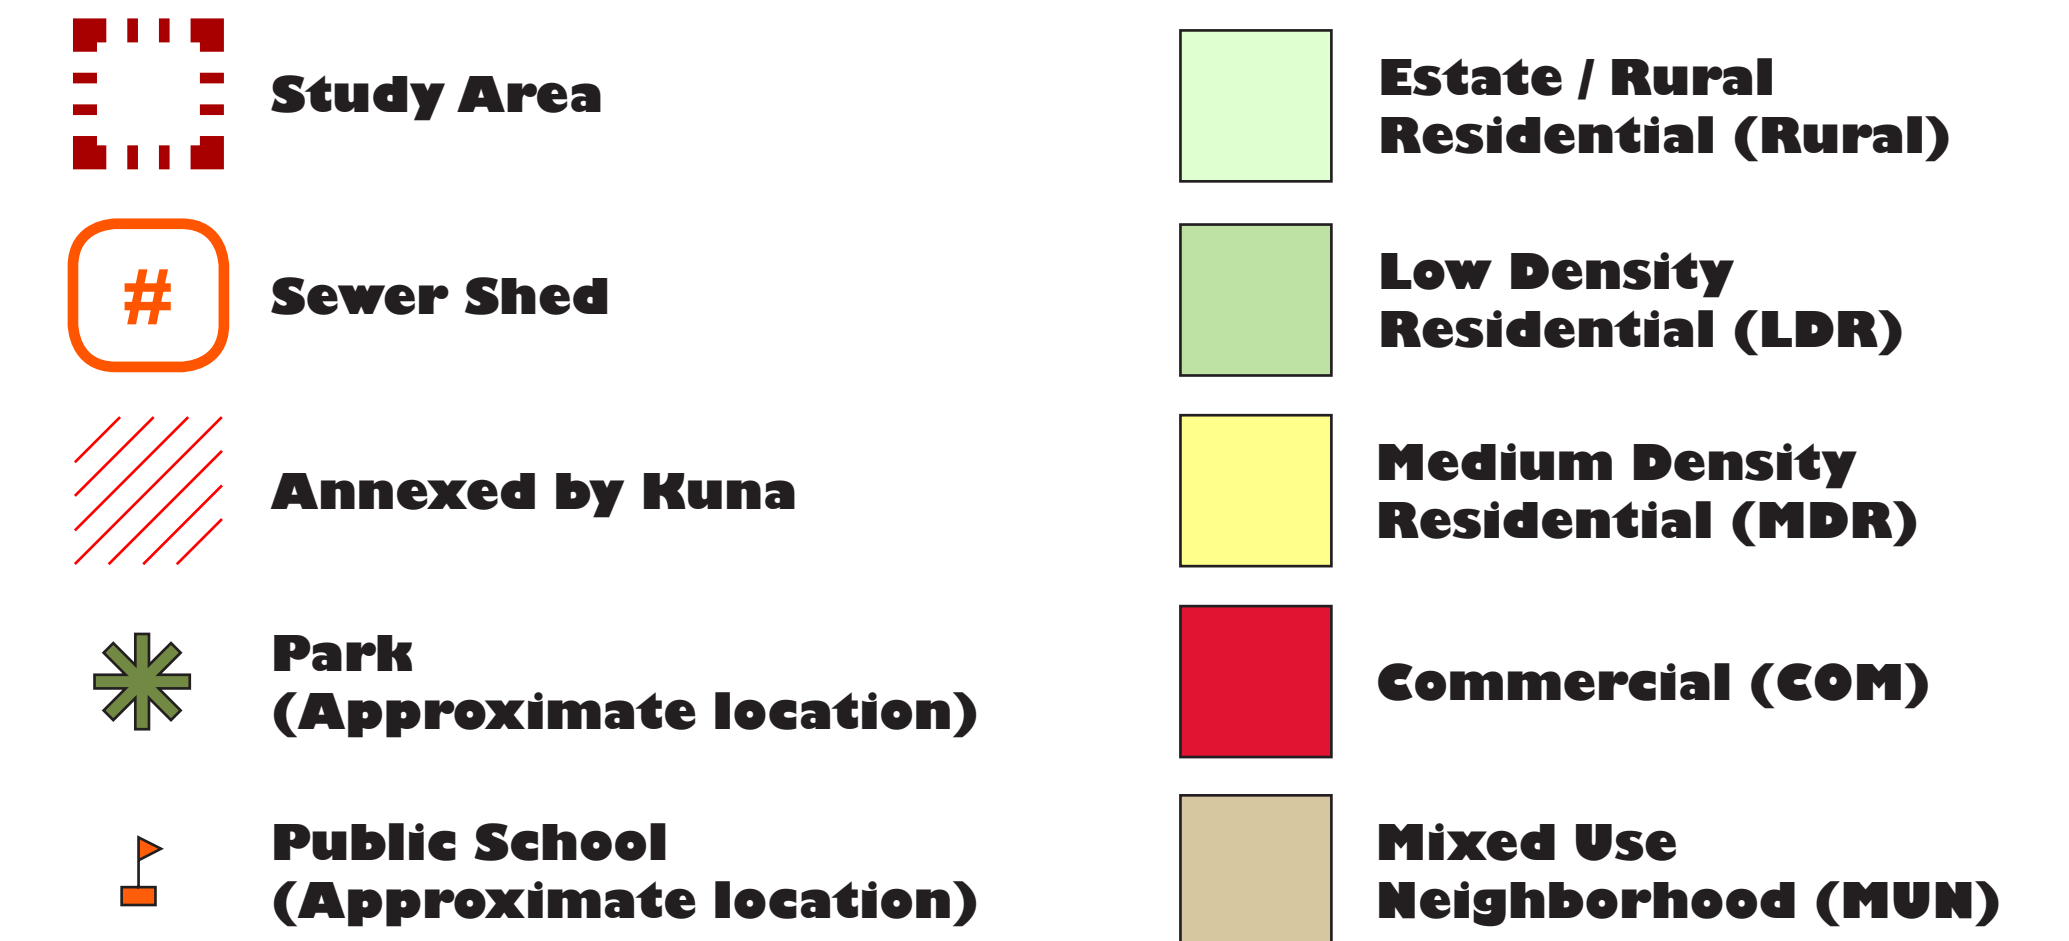 Study Area
#
Sewer Shed
Annexed by Kuna
Park
(Approximate location)
Public School
(Approximate location)
Estate / Rural
Residential (Rural)
Low Density
Residential (LDR)
Medium Density
Residential (MDR)
Commercial (COM)
Mixed Use
Neighborhood (MUN)